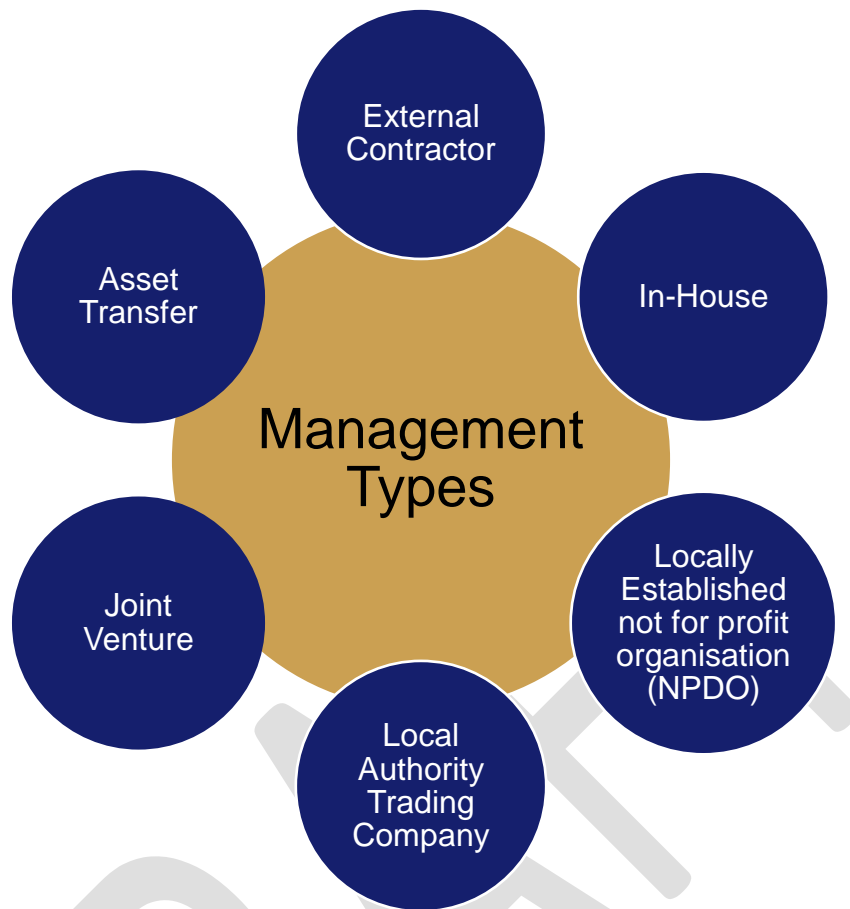 External
Contractor
In-House
Locally
Established
not for profit
organisation
(NPDO)
Local
Authority
Trading
Company
Joint
Venture
Asset
Transfer
Management
Types